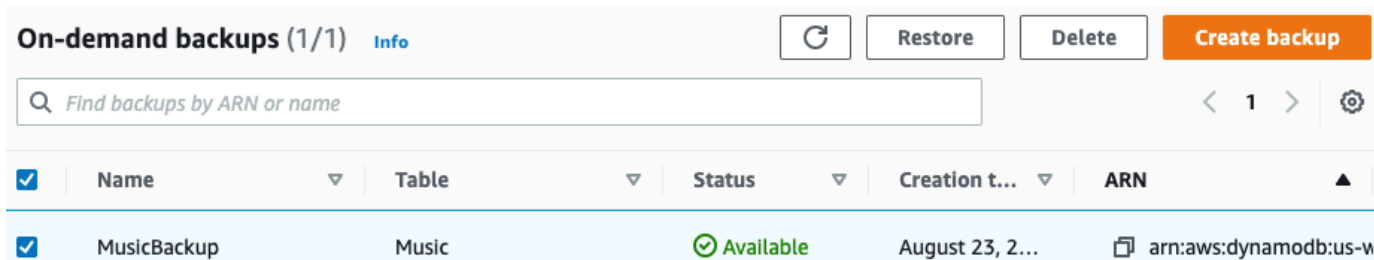 On-demand backups (1/1) Info Restore Delete Create backup
Find backups by ARN or name 1
Name Table Status Creation t... ARN
MusicBackup Music Available August 23, 2... arn:aws:dynamodb:us-w